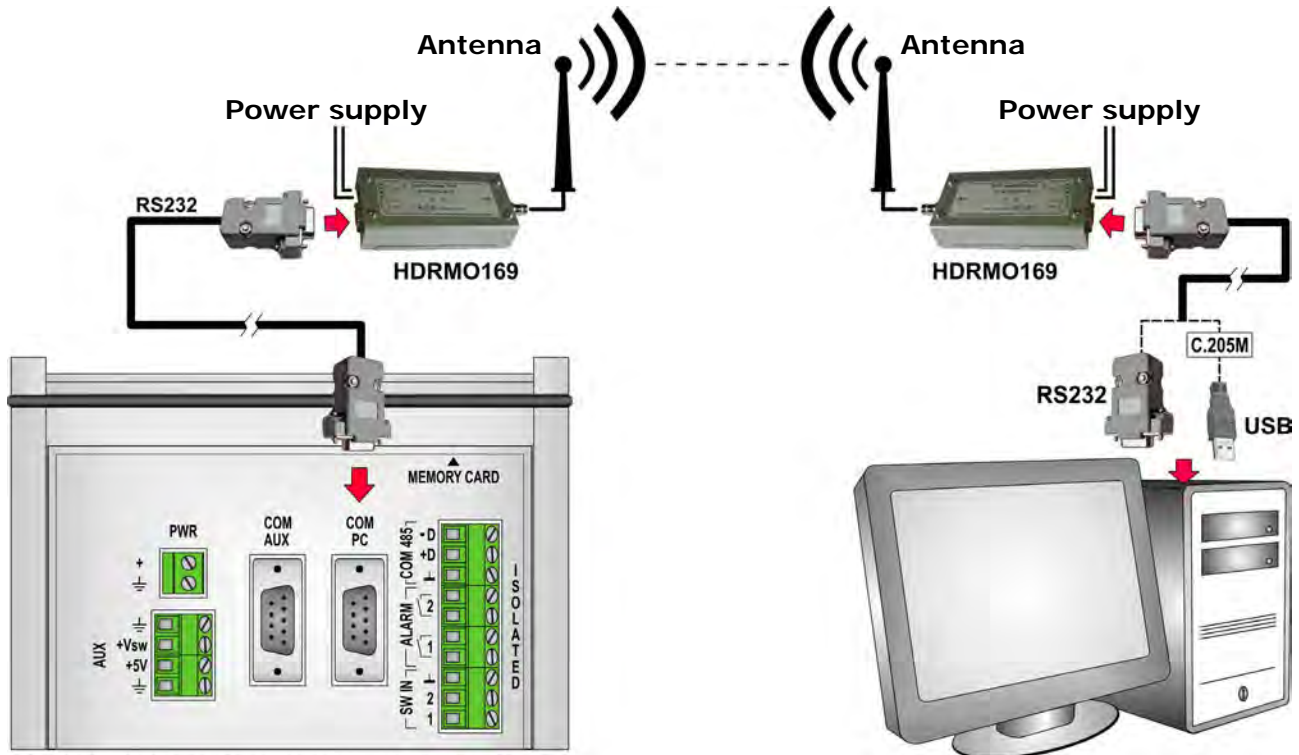 Antenna
Antenna
Power supply
Power supply
RS232
HDRMO169
HDRMO169
C.205M
RS232
USB
MEMORY CARD
PWR
COM AUX
COM PC
+
COM 485
- D
+D
ALARM
2
1
SW IN
2
1
ISOLATED
AUX
+Vsw
+5V